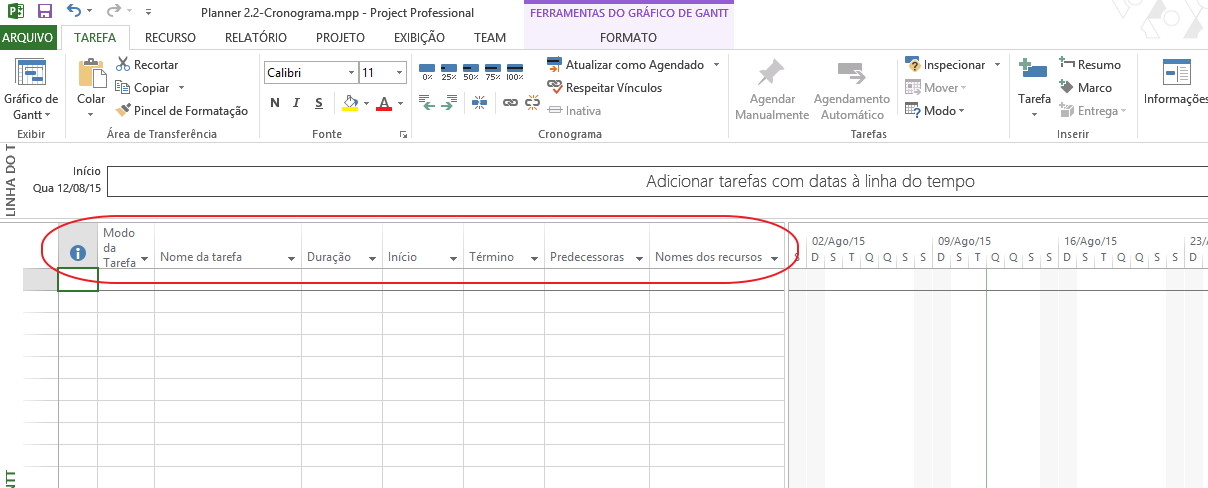 Planner 2.2-Cronograma.mpp - Project Professional
FERRAMENTAS DO GRÁFICO DE GANTT
ARQUIVO TAREFA RECURSO RELATÓRIO PROJETO EXIBIÇÃO TEAM FORMATO
Gráfico de Gantt
Exibir
Colar
Recortar
Copiar
Pincel de Formatação
Área de Transferência
Calibri 11
N I S A
Fonte
0% 25% 50% 75% 100%
Atualizar como Agendado
Respeitar Vínculos
Inativa
Cronograma
Agendar Manualmente
Agendamento Automático
Inspecionar
Mover
Modo
Tarefas
Tarefa
Resumo
Marco
Entrega
Inserir
Informações
LINHA DO T
Início
Qua 12/08/15
Adicionar tarefas com datas à linha do tempo
Modo da Tarefa
Nome da tarefa
Duração
Início
Término
Predecessoras
Nomes dos recursos
02/Ago/15 09/Ago/15 16/Ago/15 23/
S D S T Q Q S S D S T Q Q S S D S T Q Q S S D S
NTT